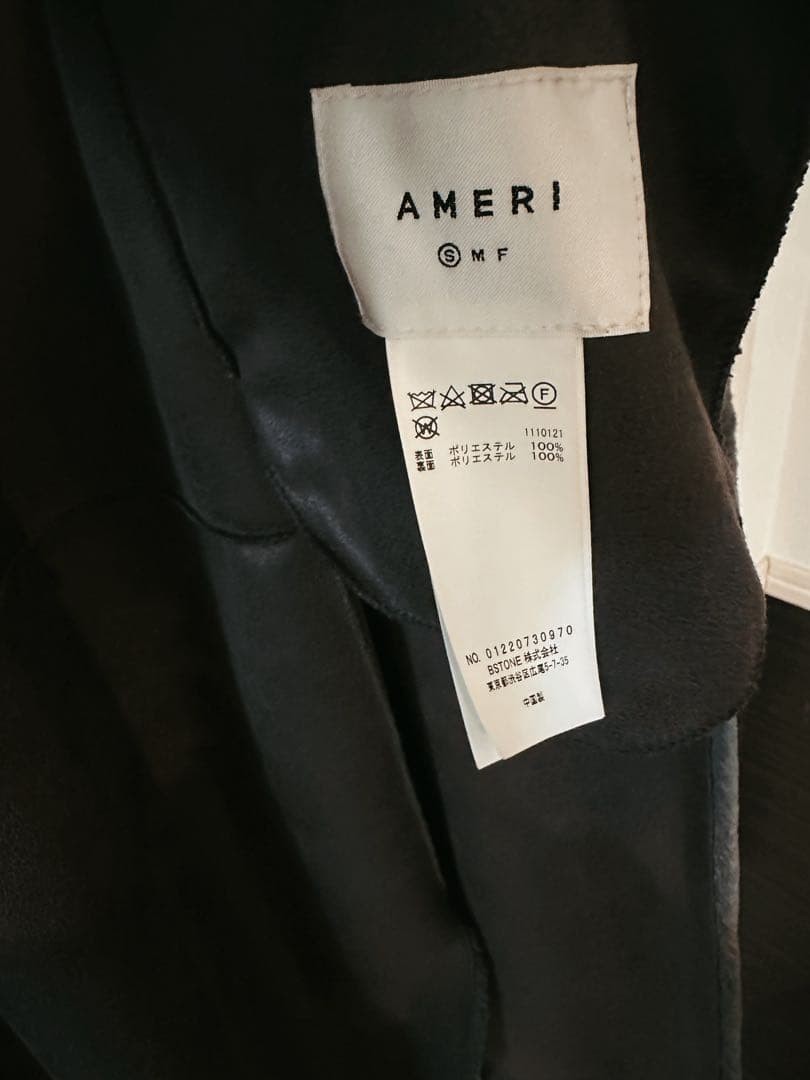 AMERI
S M F
F
W
1110121
表面 ポリエステル 100%
裏面 ポリエステル 100%
NO. 01220730970
BSTONE 株式会社
東京都渋谷区広尾5-7-35
中国製